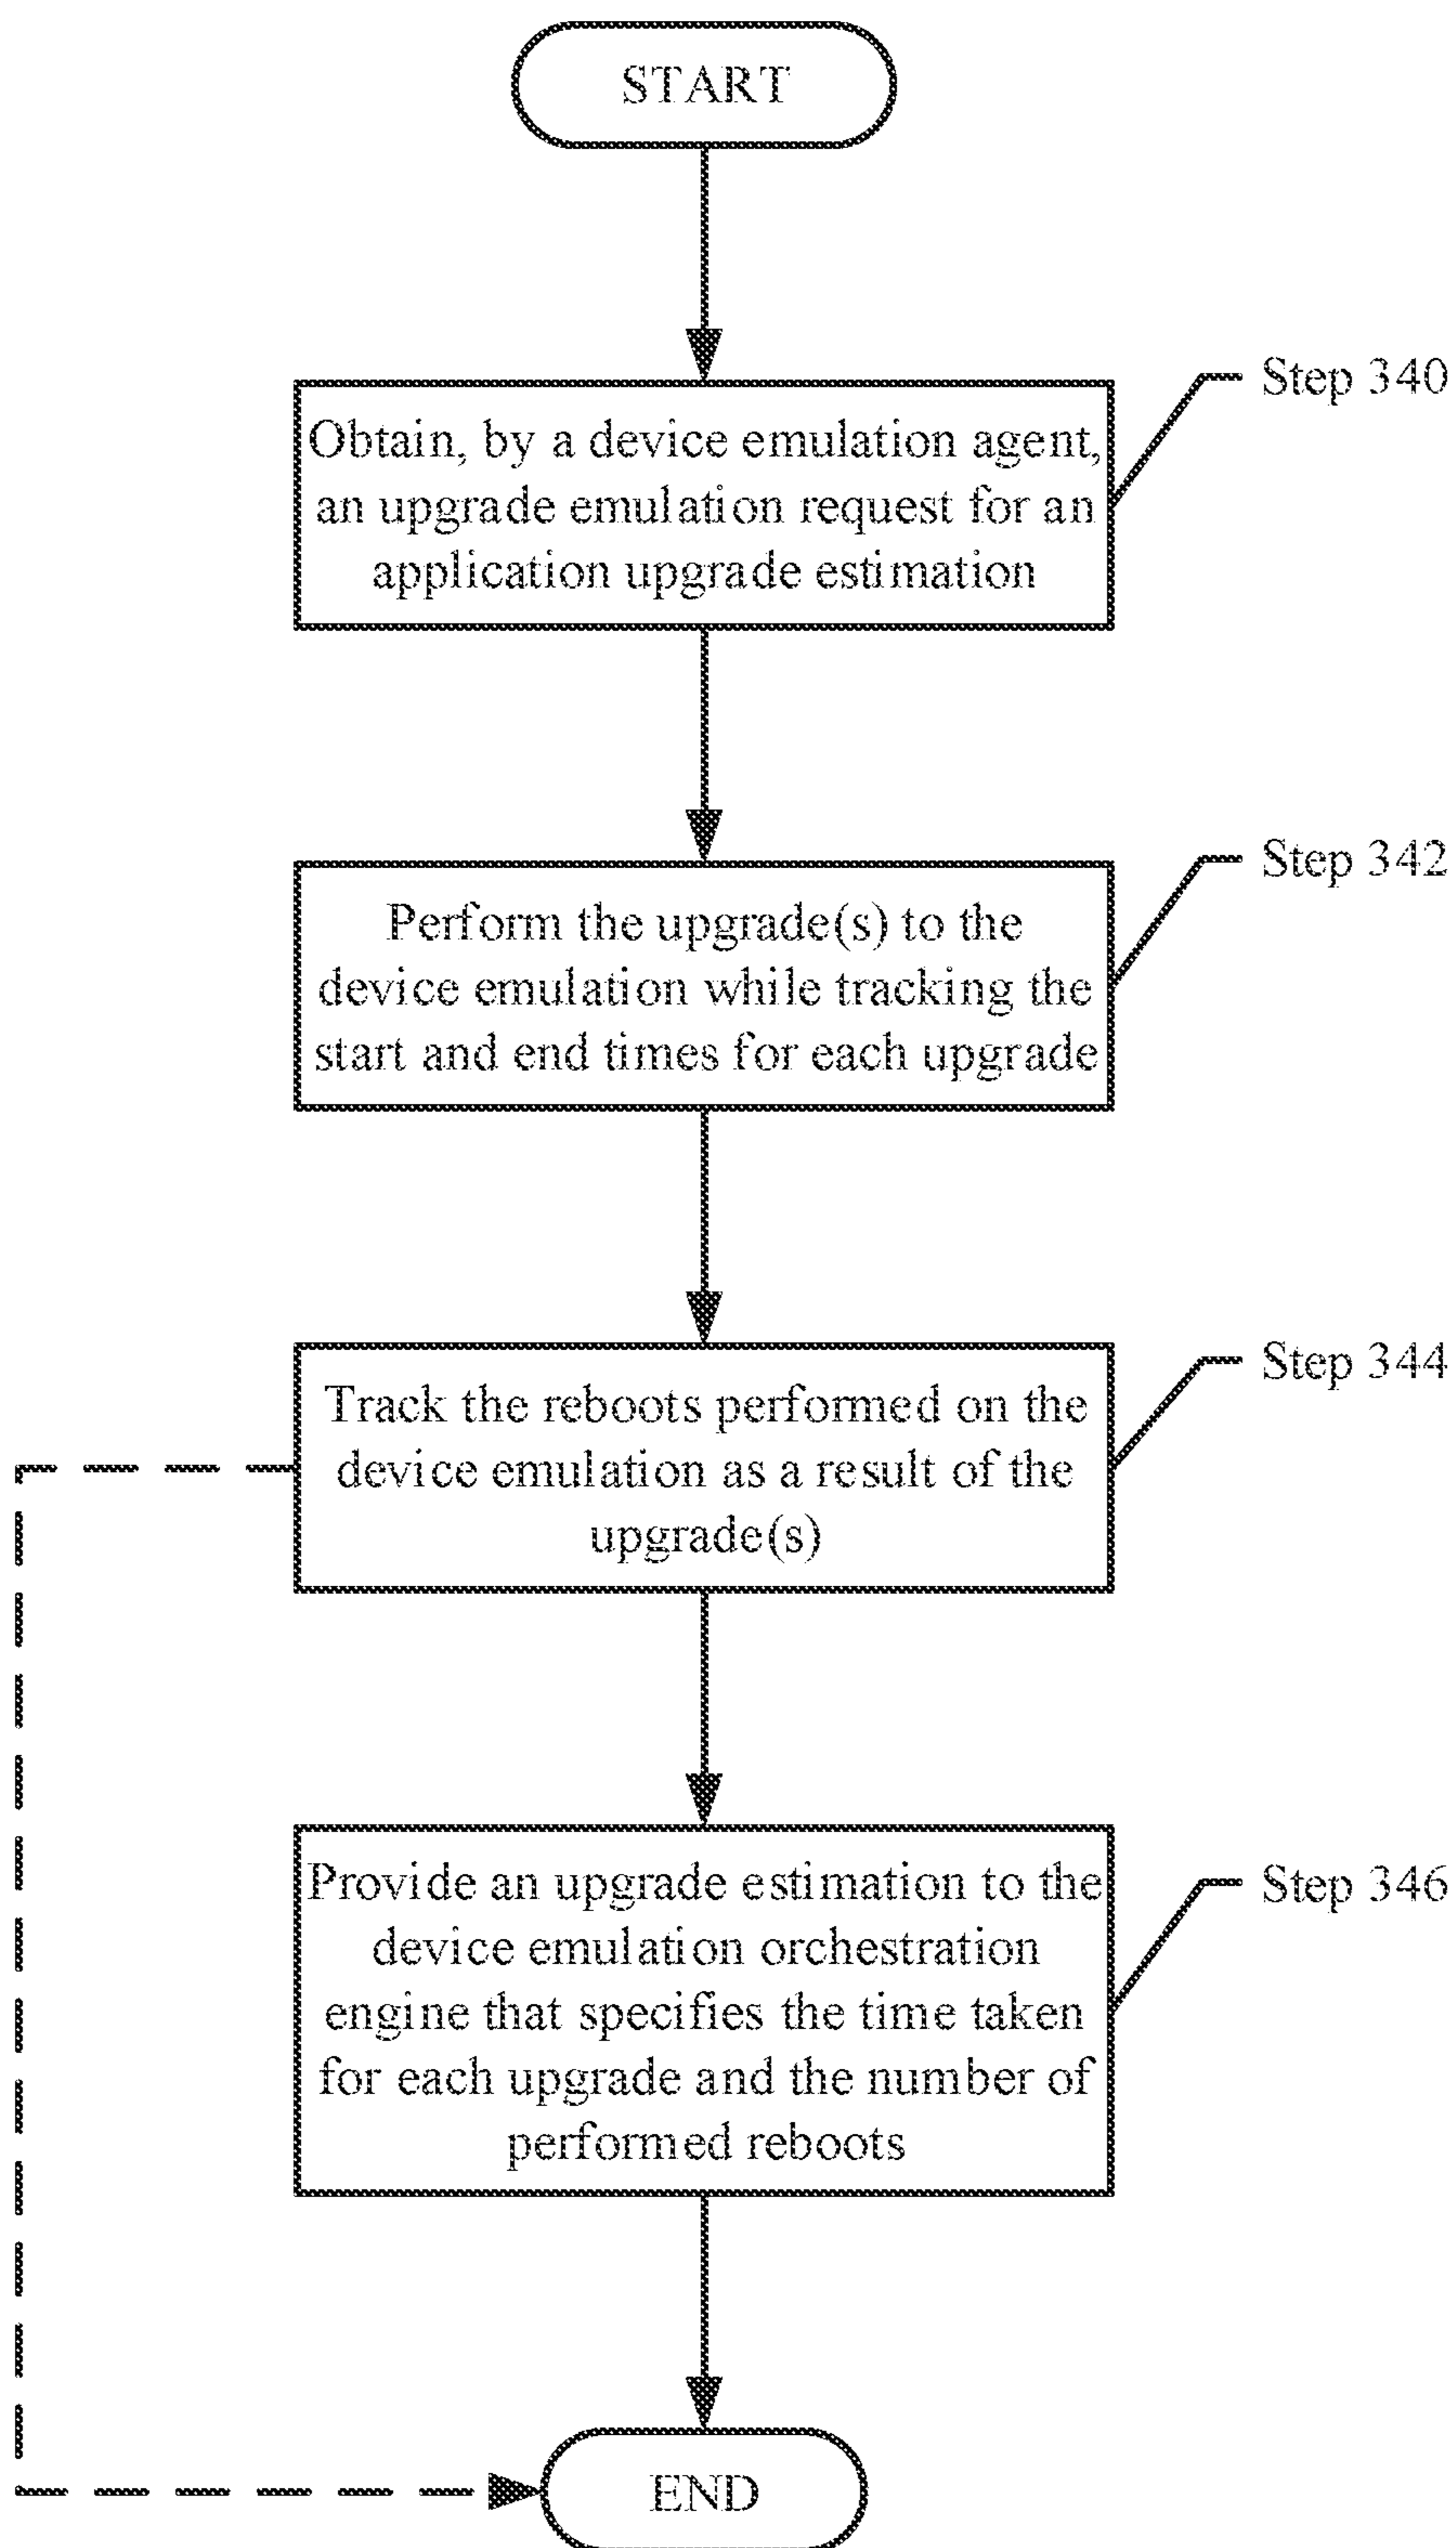 START
Step 340
Obtain, by a device emulation agent,
an upgrade emulation request for an
application upgrade estimation
Step 342
Perform the upgrade(s) to the
device emulation while tracking the
start and end times for each upgrade
Step 344
Track the reboots performed on the
device emulation as a result of the
upgrade(s)
Step 346
Provide an upgrade estimation to the
device emulation orchestration
engine that specifies the time taken
for each upgrade and the number of
performed reboots
END